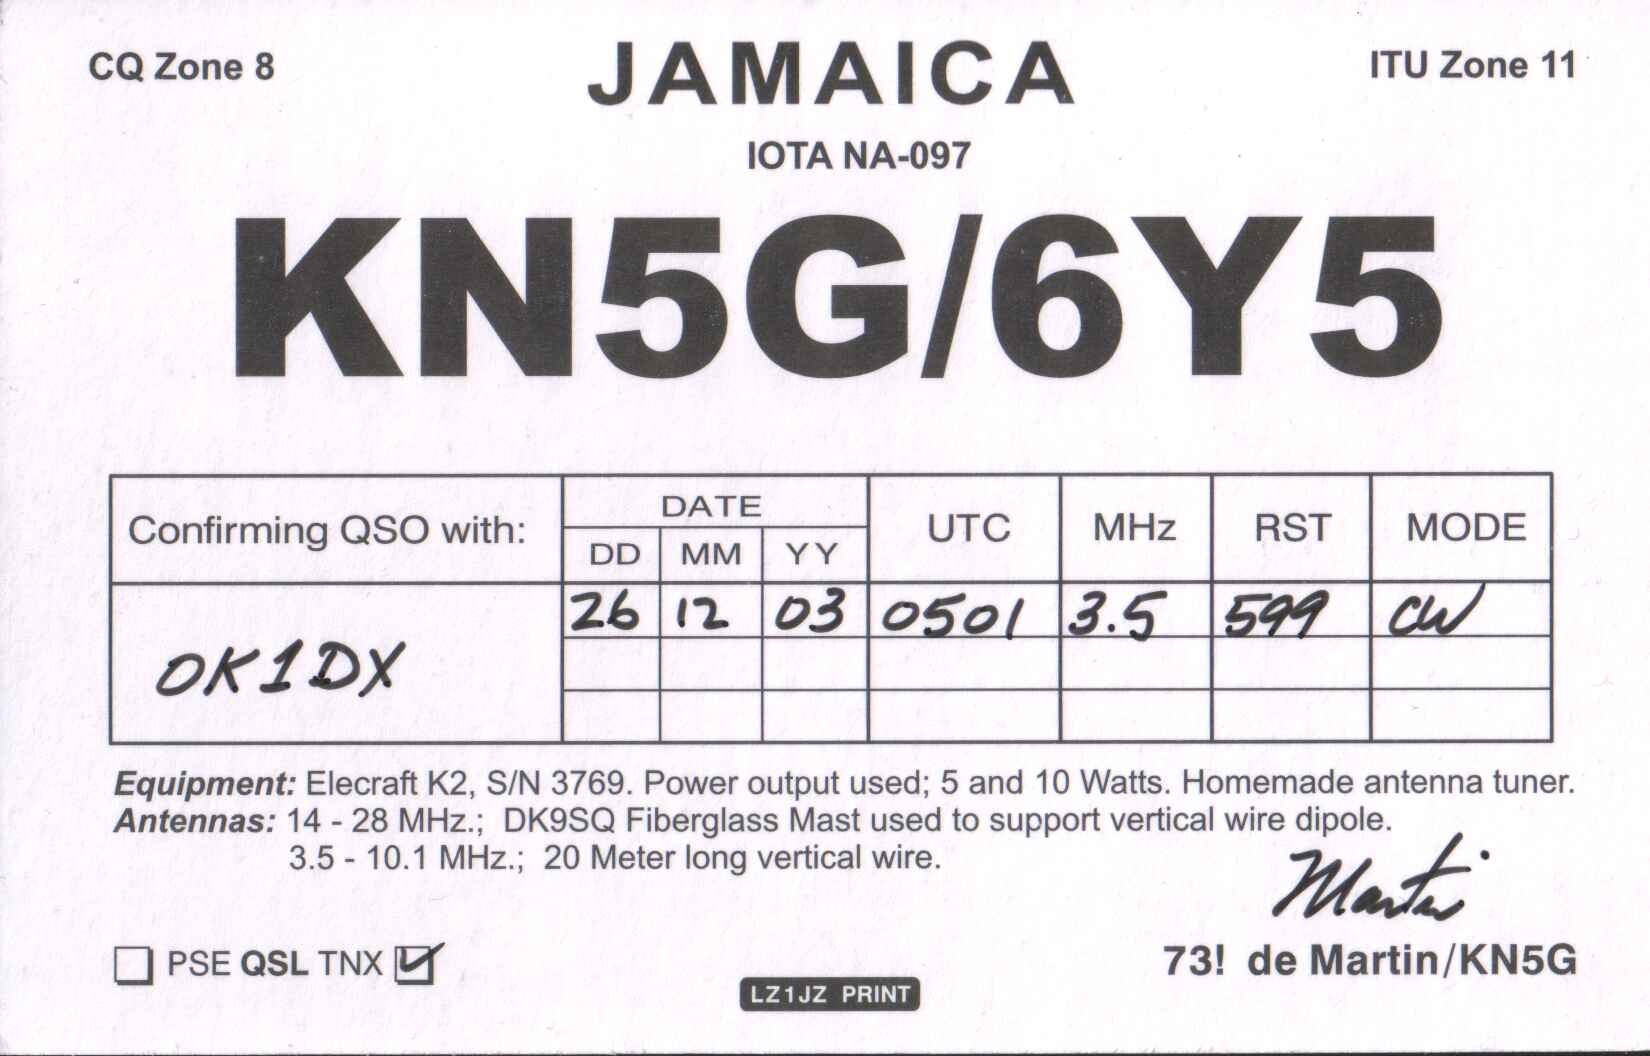 CQ Zone 8 JAMAICA ITU Zone 11
IOTA NA-097
KN5G/6Y5
Confirming QSO with: DATE UTC MHz RST MODE
DD MM YY
26 12 03 0501 3.5 599 CW
OK1DX
Equipment: Elecraft K2, S/N 3769. Power output used; 5 and 10 Watts. Homemade antenna tuner.
Antennas: 14 - 28 MHz.; DK9SQ Fiberglass Mast used to support vertical wire dipole.
3.5 - 10.1 MHz.; 20 Meter long vertical wire.
Martin
PSE QSL TNX
73! de Martin/KN5G
LZ1JZ PRINT